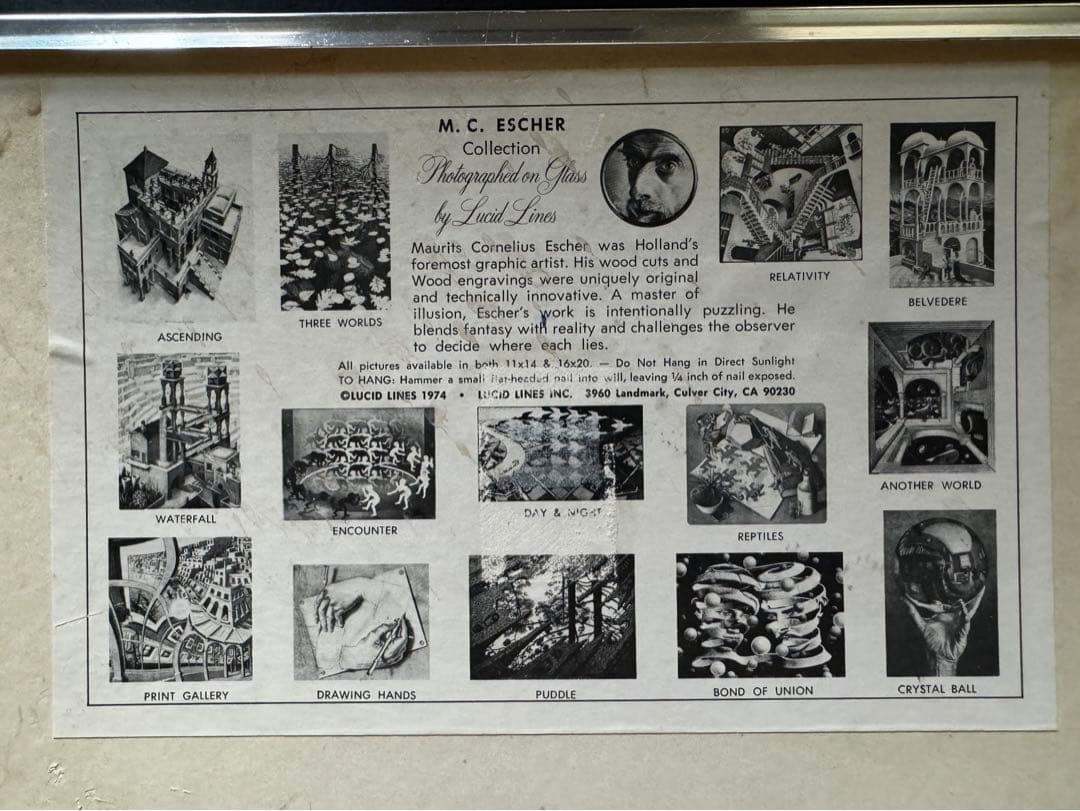 M. C. ESCHER
Collection
Photographed on Glass
by Lucid Lines
Maurits Cornelius Escher was Holland's
foremost graphic artist. His wood cuts and
Wood engravings were uniquely original
and technically innovative. A master of
illusion, Escher's work is intentionally puzzling. He
blends fantasy with reality and challenges the observer
to decide where each lies.
All pictures available in both 11x14 & 16x20. — Do Not Hang in Direct Sunlight
TO HANG: Hammer a small flat-headed nail into will, leaving ¼ inch of nail exposed.
©LUCID LINES 1974 • LUCID LINES INC. 3960 Landmark, Culver City, CA 90230
ASCENDING
THREE WORLDS
RELATIVITY
BELVEDERE
WATERFALL
ENCOUNTER
DAY & NIGHT
REPTILES
ANOTHER WORLD
PRINT GALLERY
DRAWING HANDS
PUDDLE
BOND OF UNION
CRYSTAL BALL